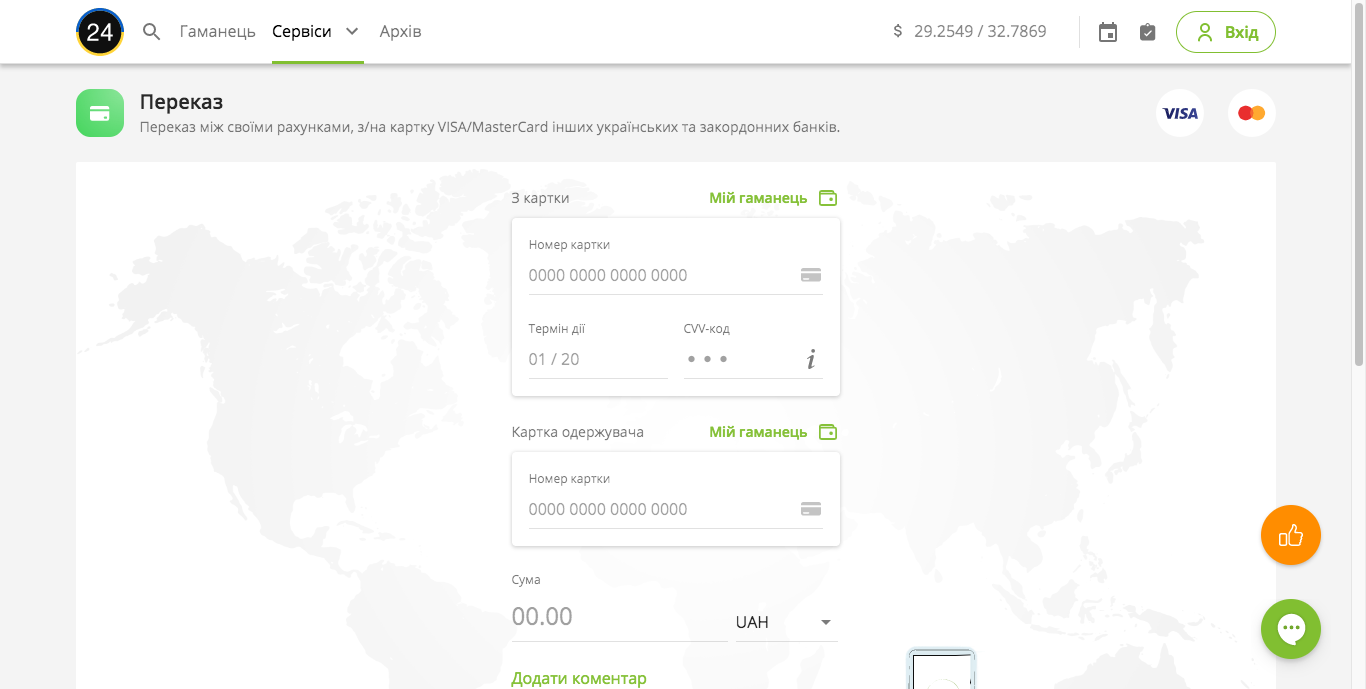 24
Гаманець
Сервіси
Архів
$ 29.2549 / 32.7869
Вхід
Переказ
Переказ між своїми рахунками, з/на картку VISA/MasterCard інших українських та закордонних банків.
VISA
З картки
Мій гаманець
Номер картки
0000 0000 0000 0000
Термін дії
CVV-код
01 / 20
i
Картка одержувача
Мій гаманець
Номер картки
0000 0000 0000 0000
Сума
00.00
UAH
Додати коментар